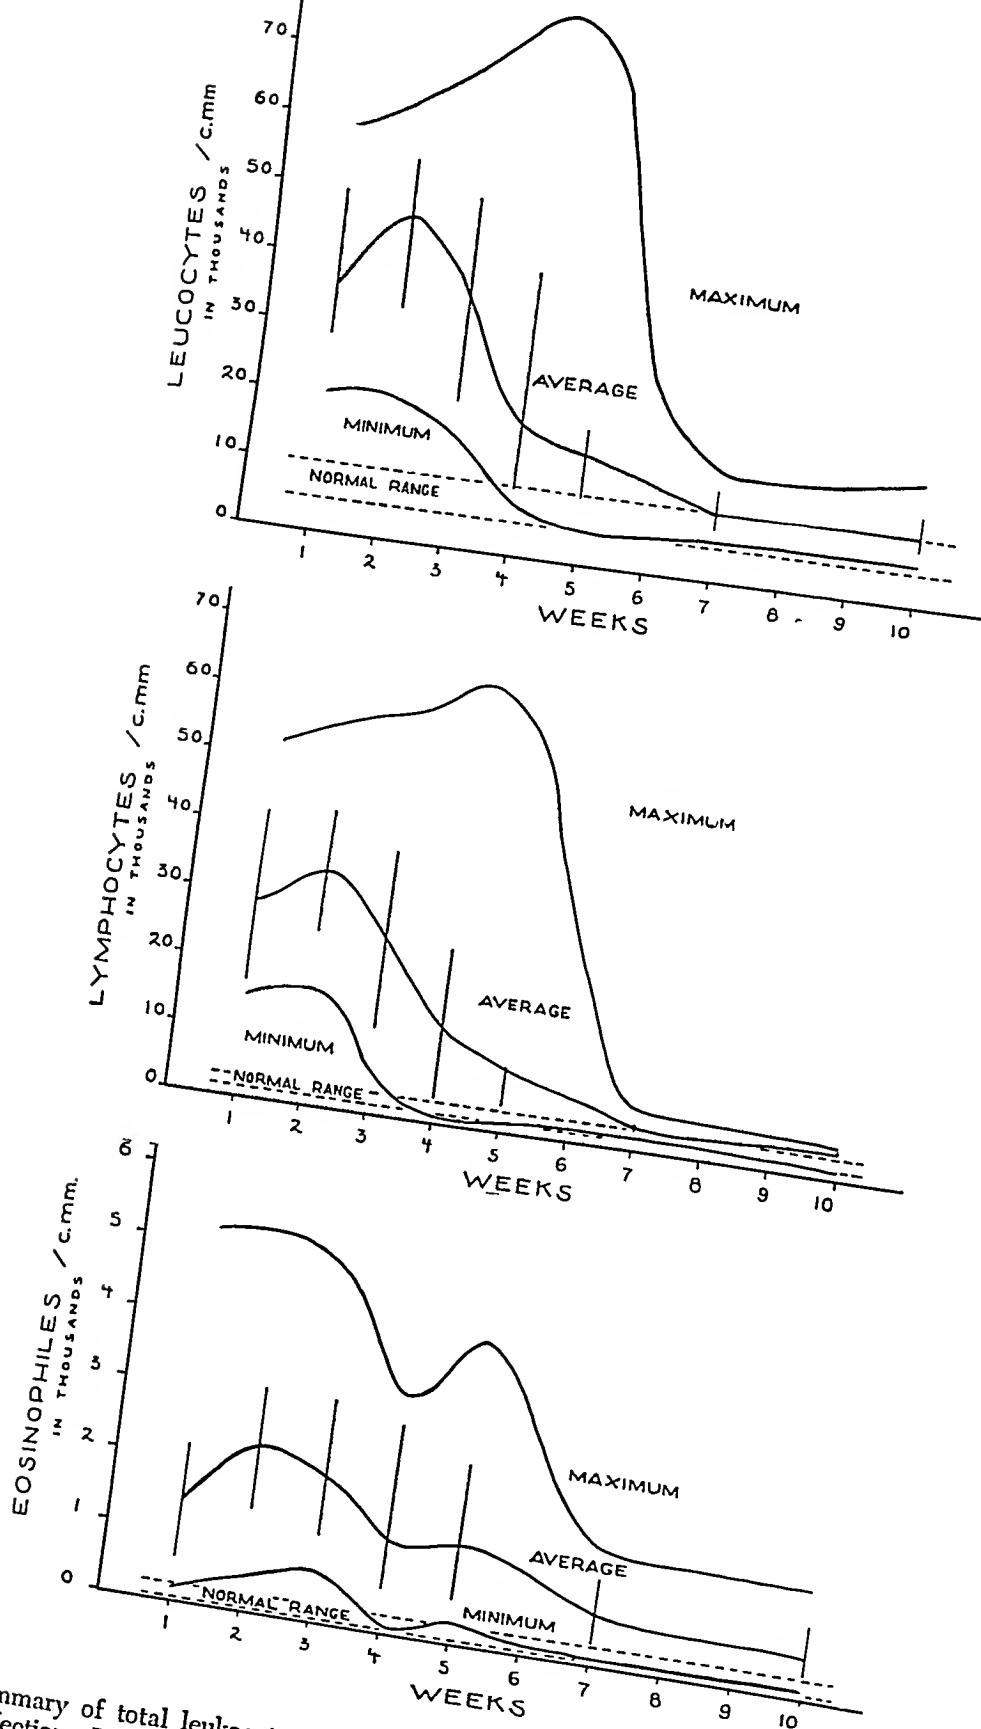 70
60
50
40
30
20
10
0
LEUCOCYTES /c.mm
IN THOUSANDS
MAXIMUM
AVERAGE
MINIMUM
NORMAL RANGE
1 2 3 4 5 6 7 8 9 10
WEEKS
70
60
50
40
30
20
10
0
LYMPHOCYTES /c.mm
IN THOUSANDS
MAXIMUM
AVERAGE
MINIMUM
NORMAL RANGE
1 2 3 4 5 6 7 8 9 10
WEEKS
6
5
4
3
2
1
0
EOSINOPHILES /c.mm.
IN THOUSANDS
MAXIMUM
AVERAGE
MINIMUM
NORMAL RANGE
1 2 3 4 5 6 7 8 9 10
WEEKS
of total